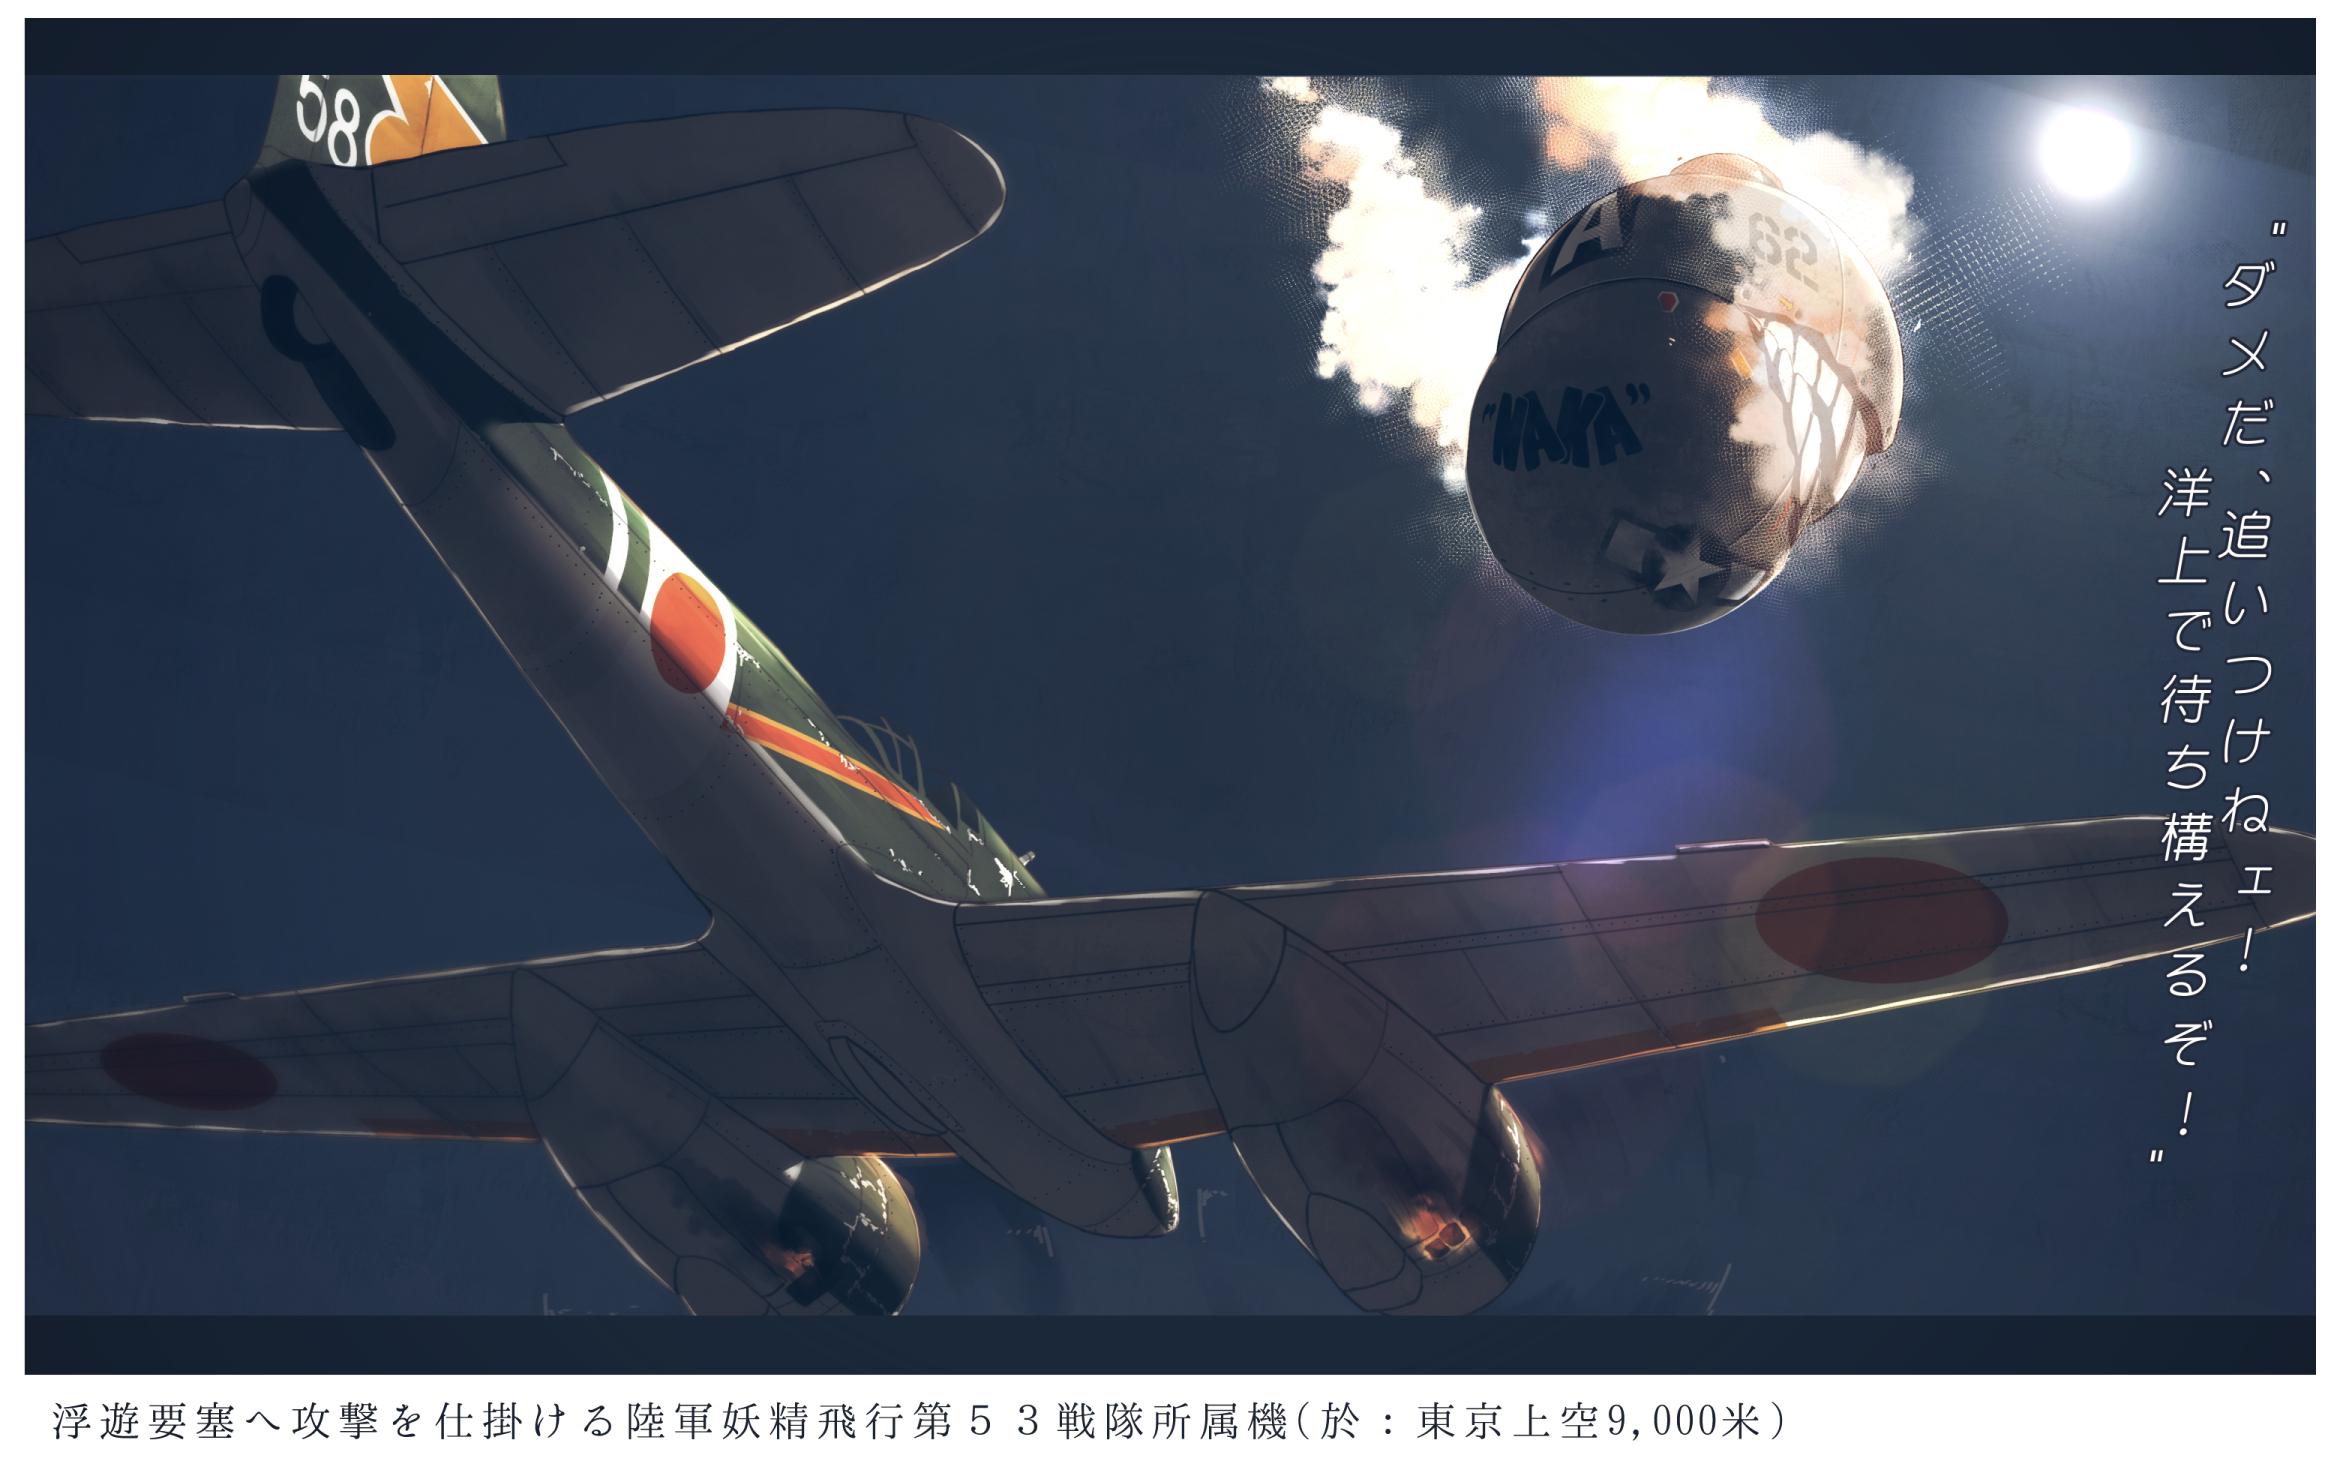 58
A
"NAKA"
"ダメだ、追いつけねェ!
洋上で待ち構えるぞ!"
浮遊要塞へ攻撃を仕掛ける陸軍妖精飛行第５３戦隊所属機(於：東京上空9,000米)